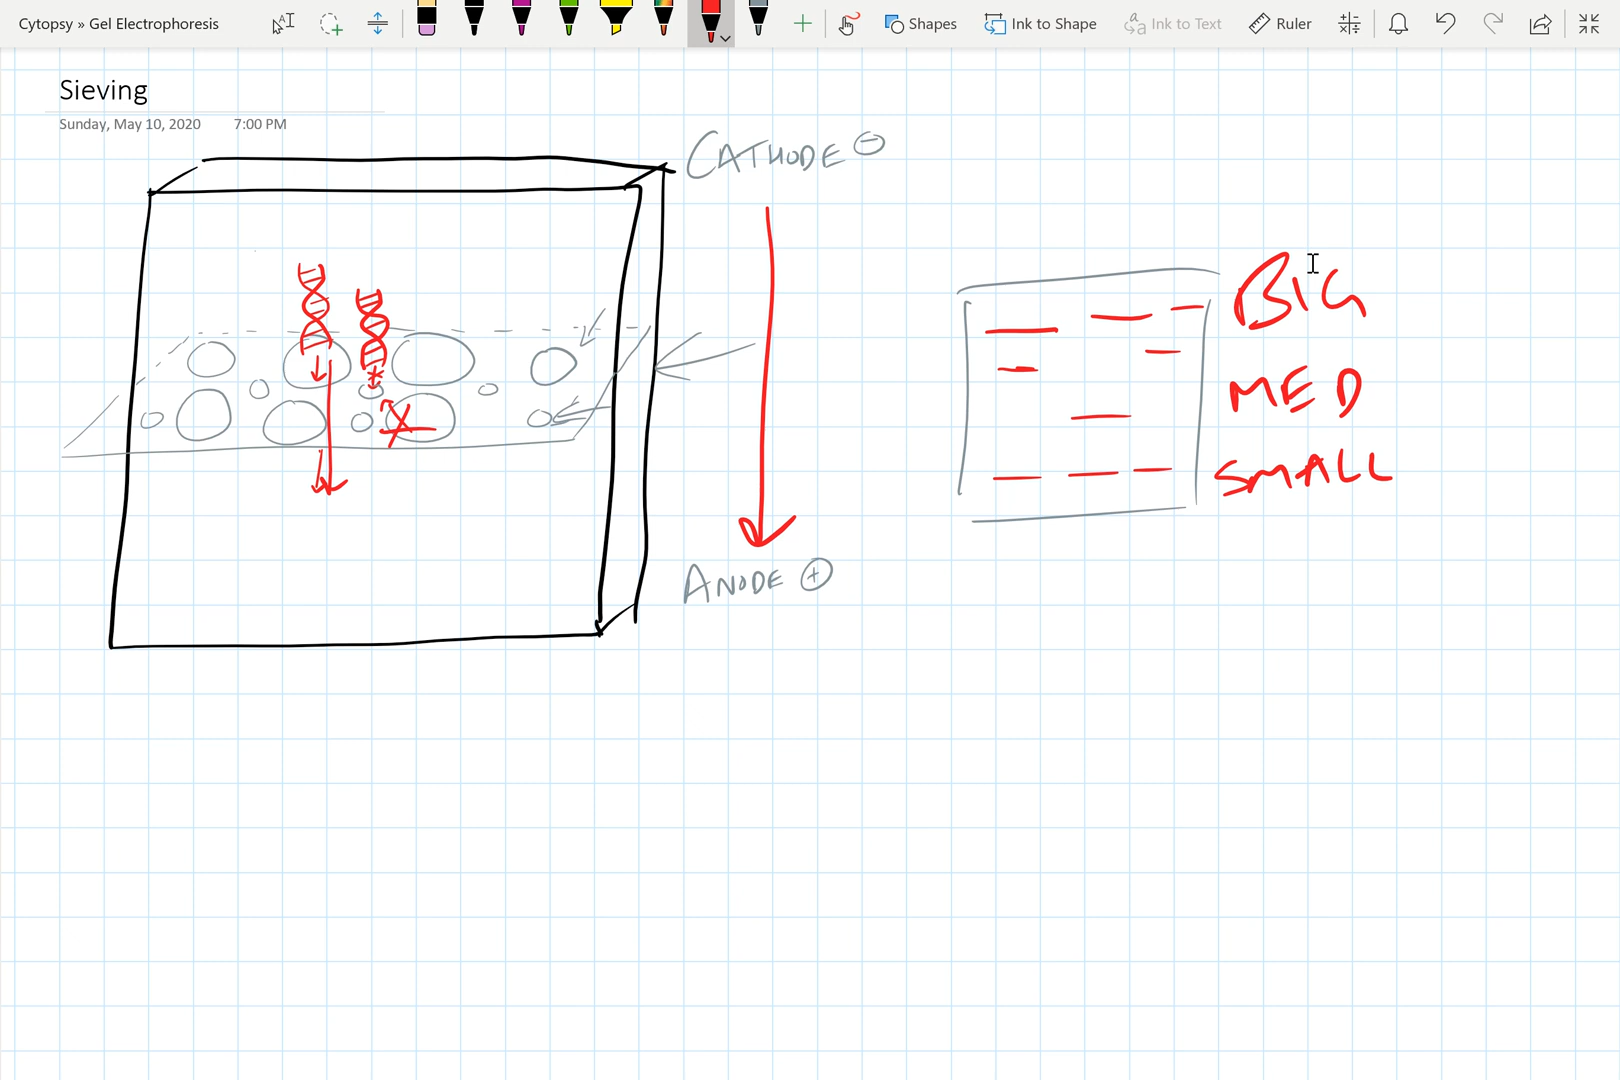 Cytopsy » Gel Electrophoresis
Shapes
Ink to Shape
Ink to Text
Ruler
Sieving
Sunday, May 10, 2020 7:00 PM
CATHODE ⊖
BIG
MED
SMALL
ANODE ⊕